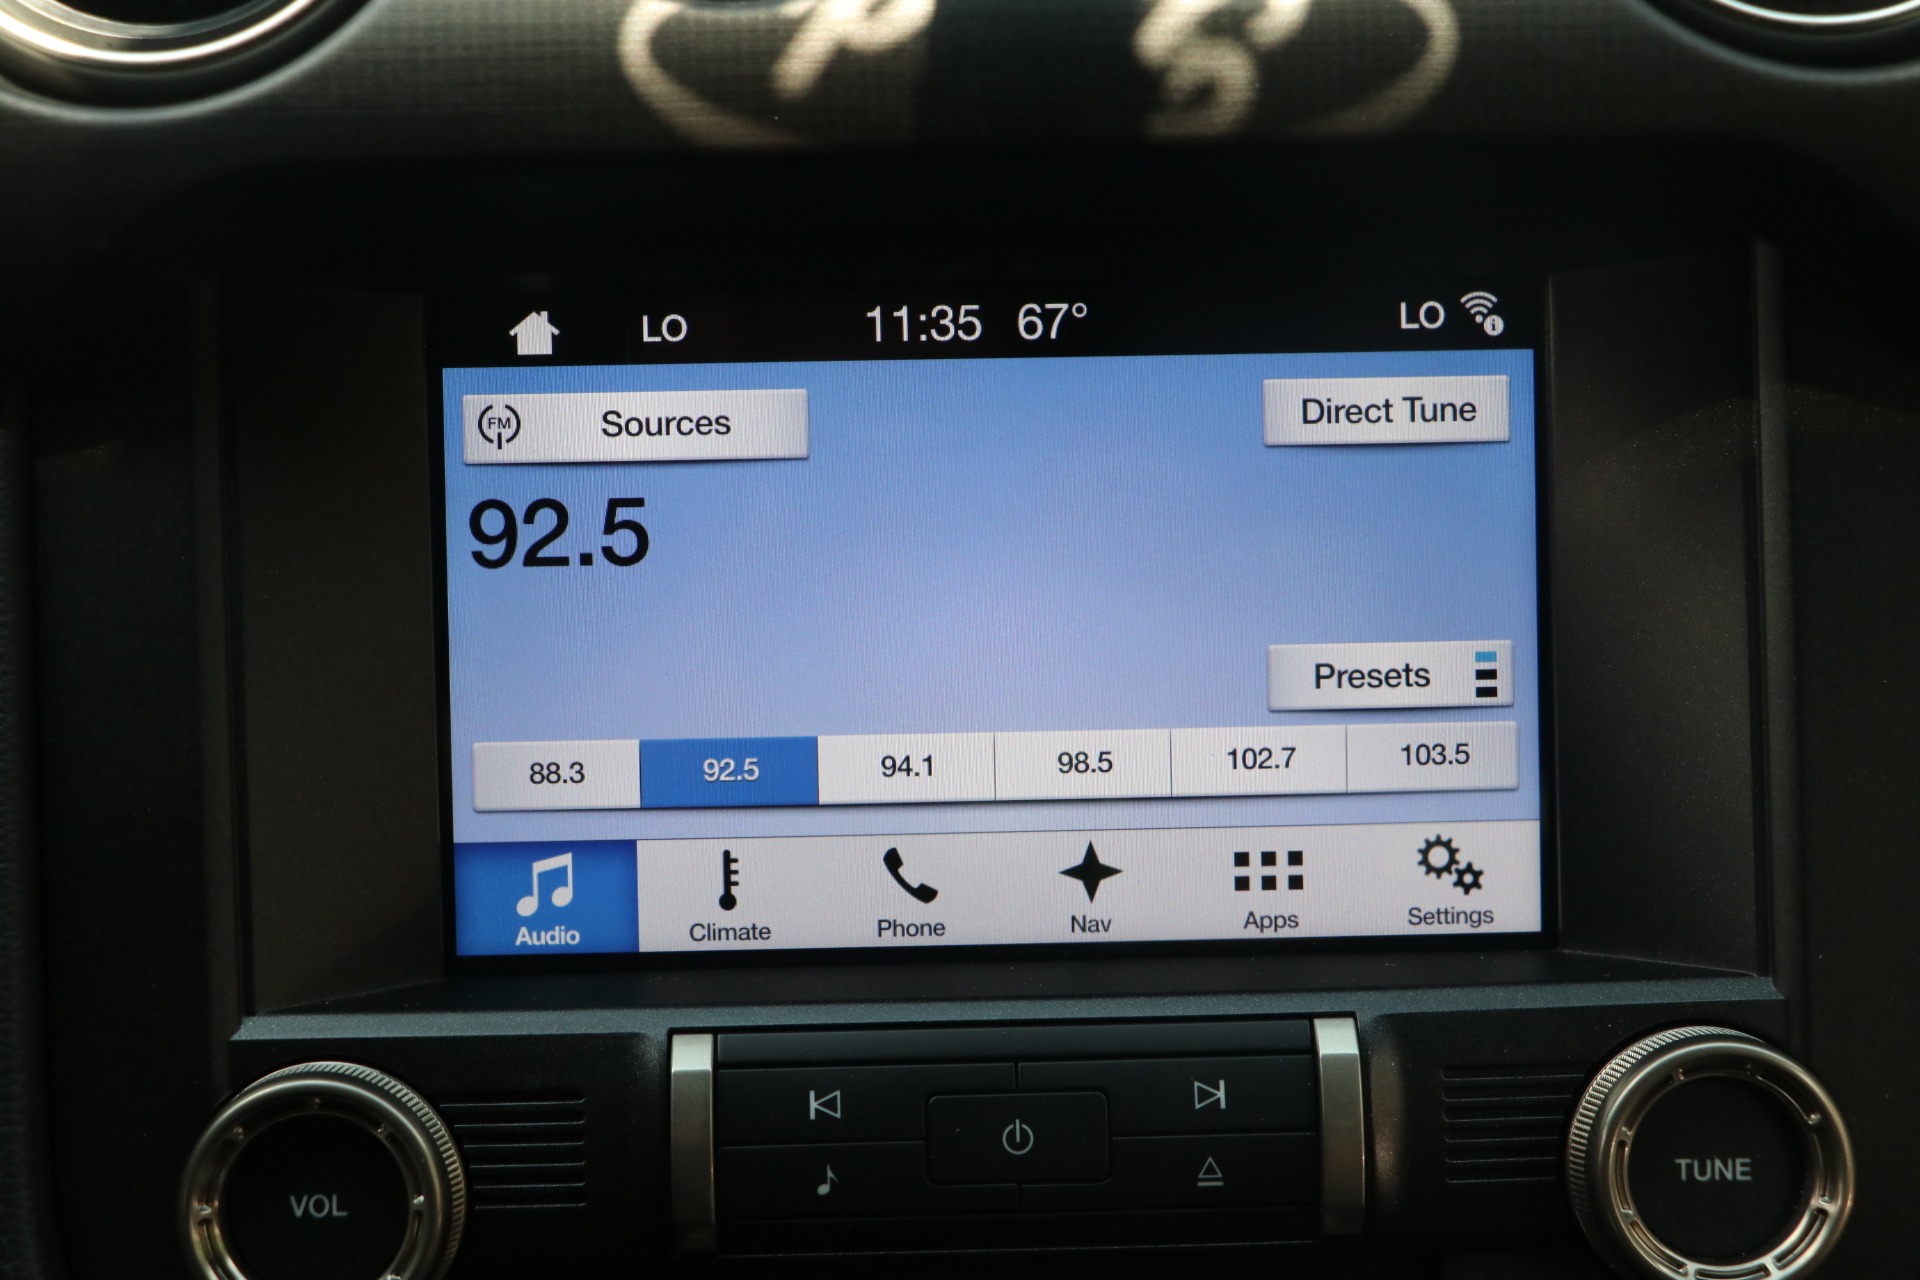 LO 11:35 67° LO
FM Sources Direct Tune
92.5
Presets
88.3 92.5 94.1 98.5 102.7 103.5
Audio Climate Phone Nav Apps Settings
VOL TUNE